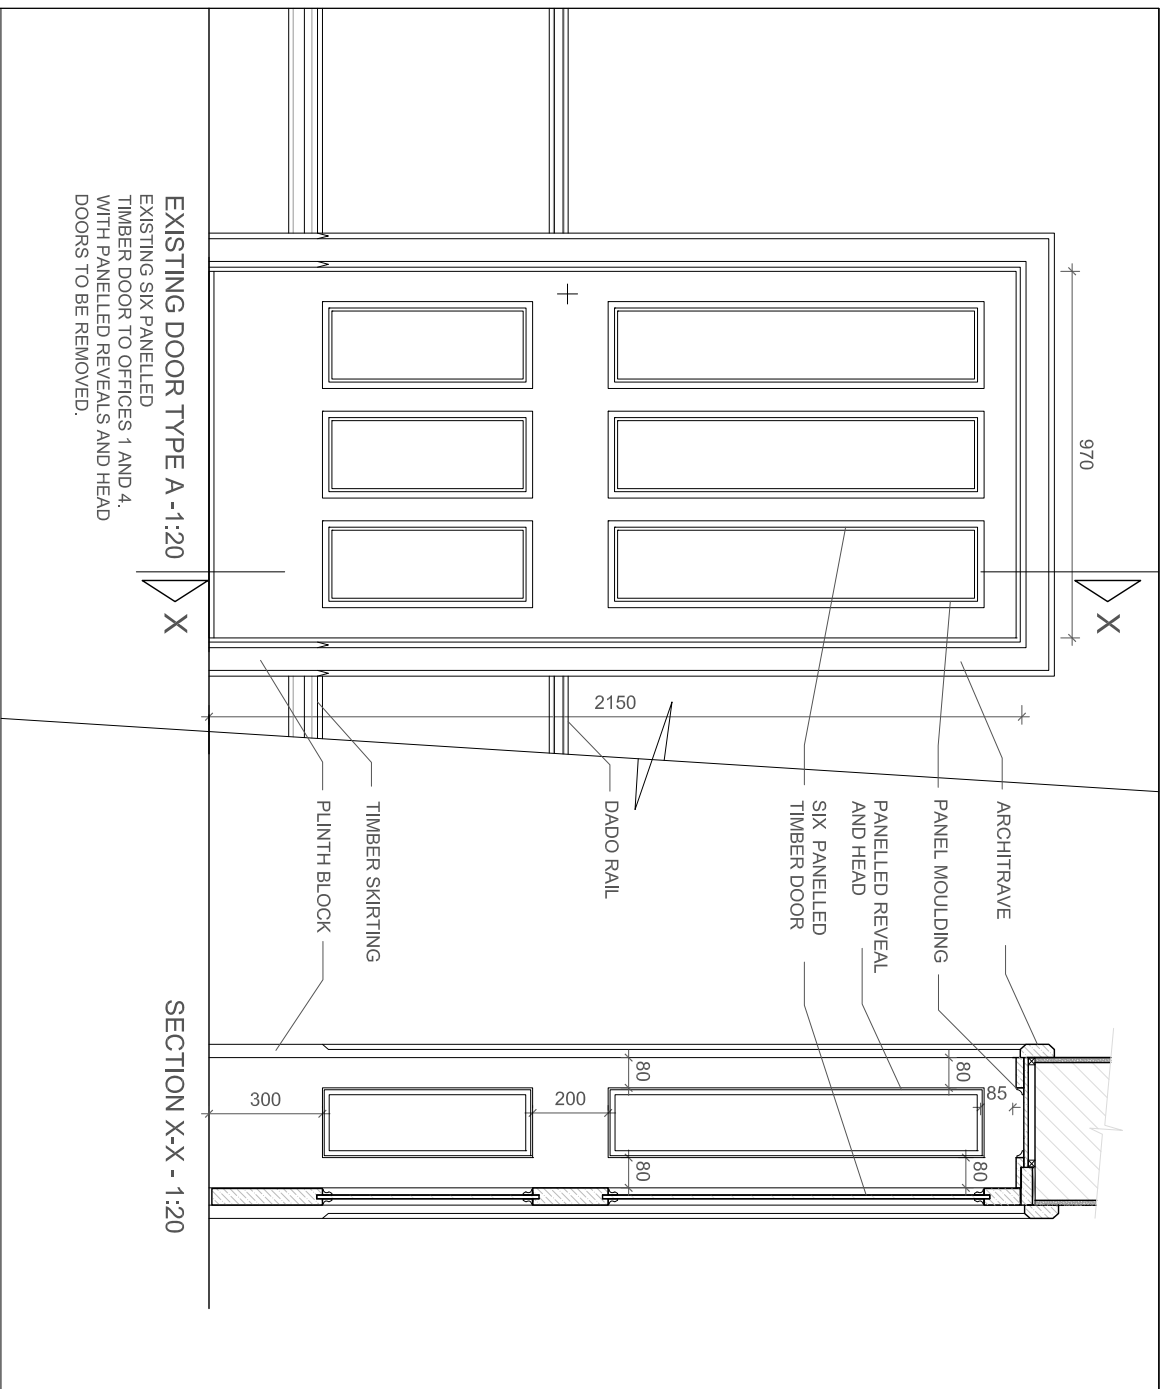 X
970
2150
ARCHITRAVE
PANEL MOULDING
PANELLED REVEAL
AND HEAD
SIX PANELLED
TIMBER DOOR
DADO RAIL
TIMBER SKIRTING
PLINTH BLOCK
80
80
85
300
200
80
80
X
EXISTING DOOR TYPE A -1:20
EXISTING SIX PANELLED
TIMBER DOOR TO OFFICES 1 AND 4.
WITH PANELLED REVEALS AND HEAD
DOORS TO BE REMOVED.
SECTION X-X - 1:20